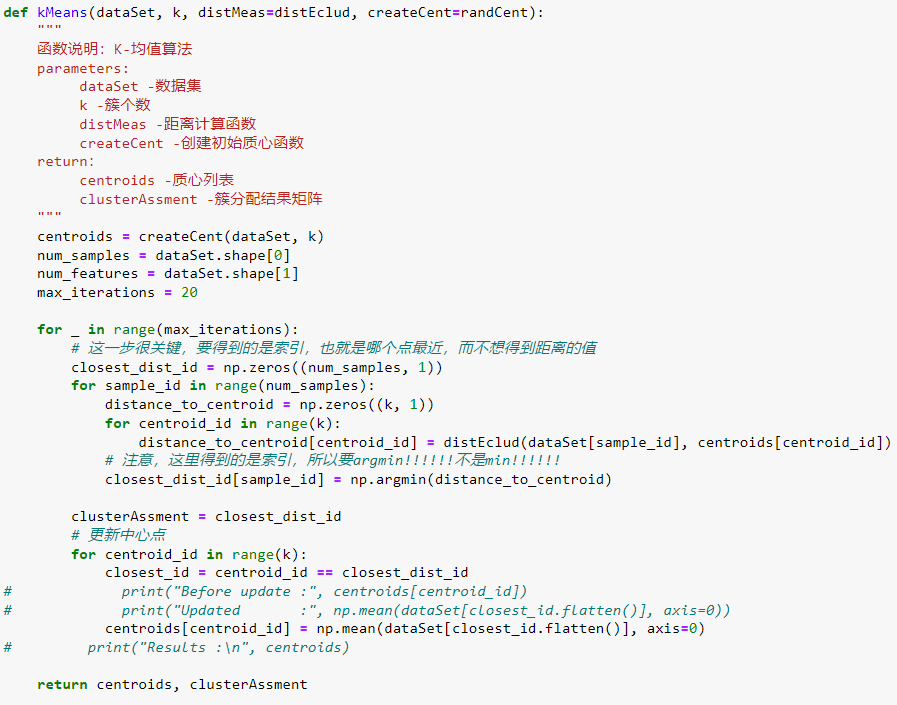 def kMeans(dataSet, k, distMeas=distEclud, createCent=randCent):
    """
    函数说明: K-均值算法
    parameters:
         dataSet -数据集
         k -簇个数
         distMeas -距离计算函数
         createCent -创建初始质心函数
    return:
         centroids -质心列表
         clusterAssment -簇分配结果矩阵
    """
    centroids = createCent(dataSet, k)
    num_samples = dataSet.shape[0]
    num_features = dataSet.shape[1]
    max_iterations = 20

    for _ in range(max_iterations):
        # 这一步很关键, 要得到的是索引, 也就是哪个点最近, 而不想得到距离的值
        closest_dist_id = np.zeros((num_samples, 1))
        for sample_id in range(num_samples):
            distance_to_centroid = np.zeros((k, 1))
            for centroid_id in range(k):
                distance_to_centroid[centroid_id] = distEclud(dataSet[sample_id], centroids[centroid_id])
            # 注意, 这里得到的是索引, 所以要argmin!!!!!!不是min!!!!!!
            closest_dist_id[sample_id] = np.argmin(distance_to_centroid)

        clusterAssment = closest_dist_id
        # 更新中心点
        for centroid_id in range(k):
            closest_id = centroid_id == closest_dist_id
#             print("Before update :", centroids[centroid_id])
#             print("Updated       :", np.mean(dataSet[closest_id.flatten()], axis=0))
            centroids[centroid_id] = np.mean(dataSet[closest_id.flatten()], axis=0)
#         print("Results :\n", centroids)

    return centroids, clusterAssment